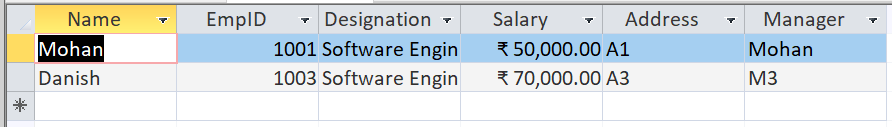 Name EmpID Designation Salary Address Manager
Mohan 1001 Software Engin ₹ 50,000.00 A1 Mohan
Danish 1003 Software Engin ₹ 70,000.00 A3 M3